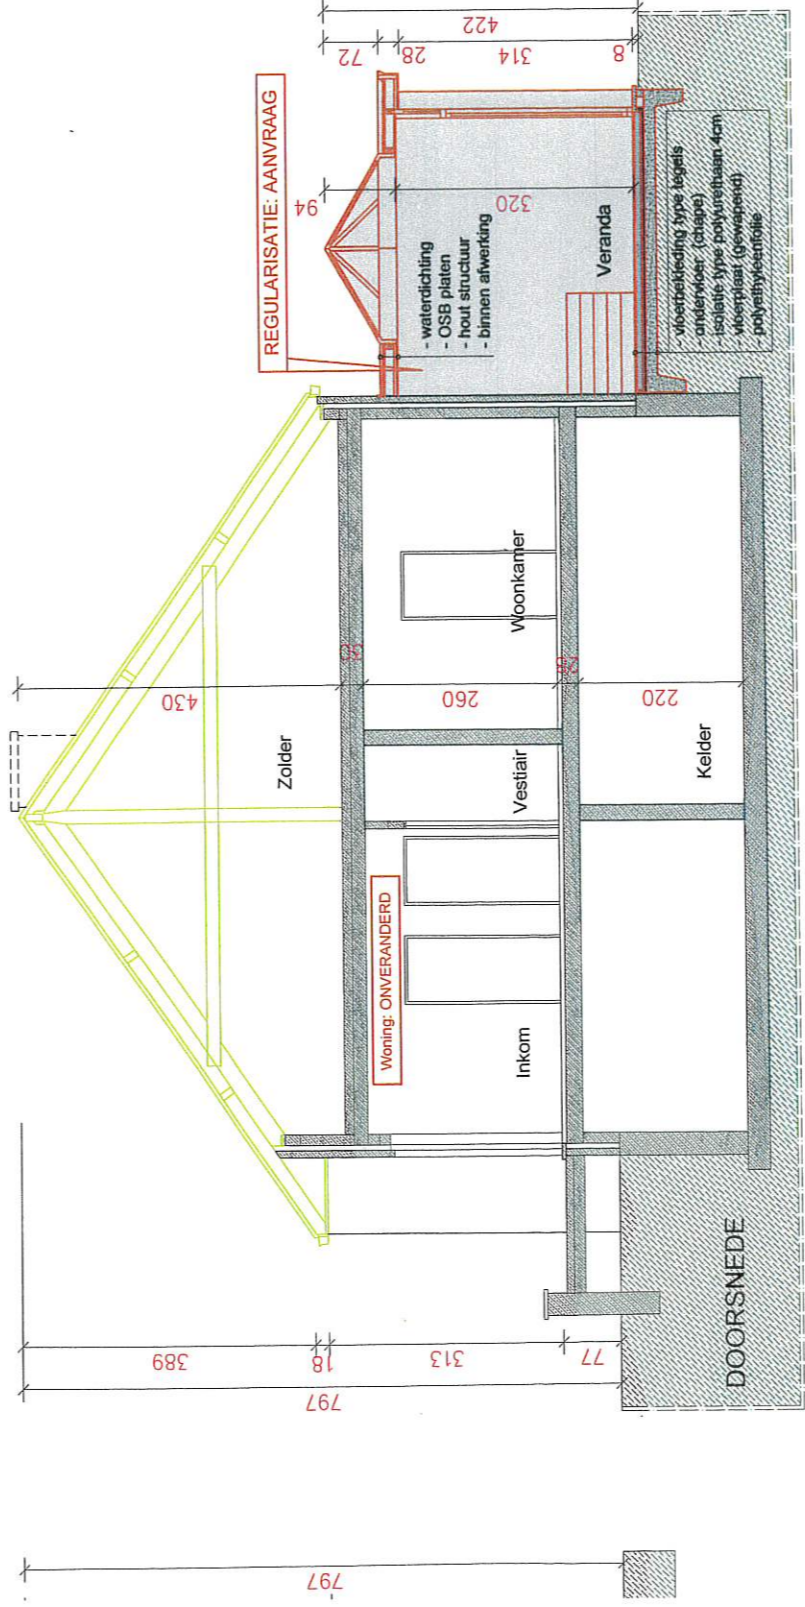 REGULARISATIE: AANVRAAG
422
72
28
314
8
94
320
- waterdichting
- OSB platen
- hout structuur
- binnen afwerking
Veranda
- vloerbekleding type tegels
- ondervloer (chape)
- isolatie type polyurethaan 4cm
- vloerplaat (gewapend)
- polyethyleenfolie
430
Zolder
30
260
220
Woonkamer
Vestiair
Kelder
Woning: ONVERANDERD
Inkom
389
18
313
77
797
DOORSNEDE
797